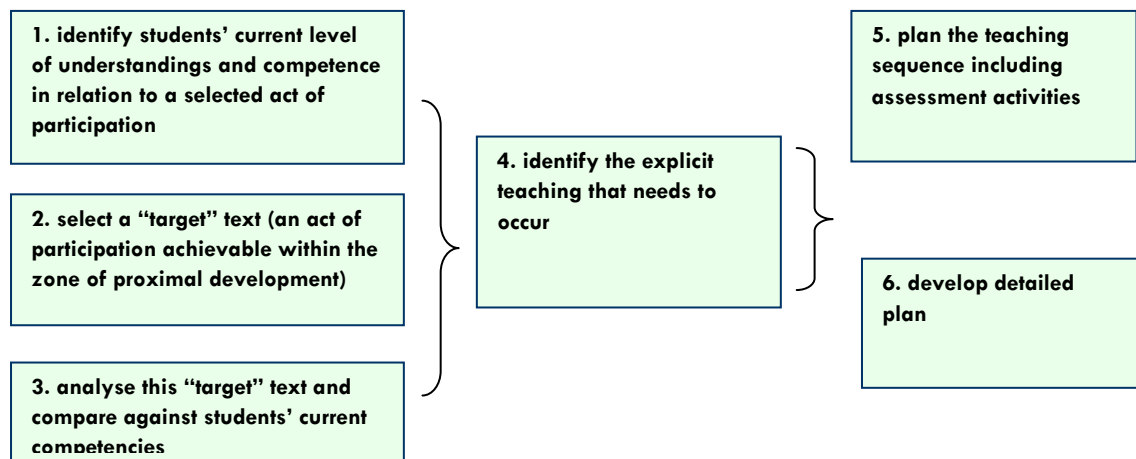 1. identify students’ current level
of understandings and competence
in relation to a selected act of
participation
2. select a “target” text (an act of
participation achievable within the
zone of proximal development)
3. analyse this “target” text and
compare against students’ current
competencies
4. identify the explicit
teaching that needs to
occur
5. plan the teaching
sequence including
assessment activities
6. develop detailed
plan